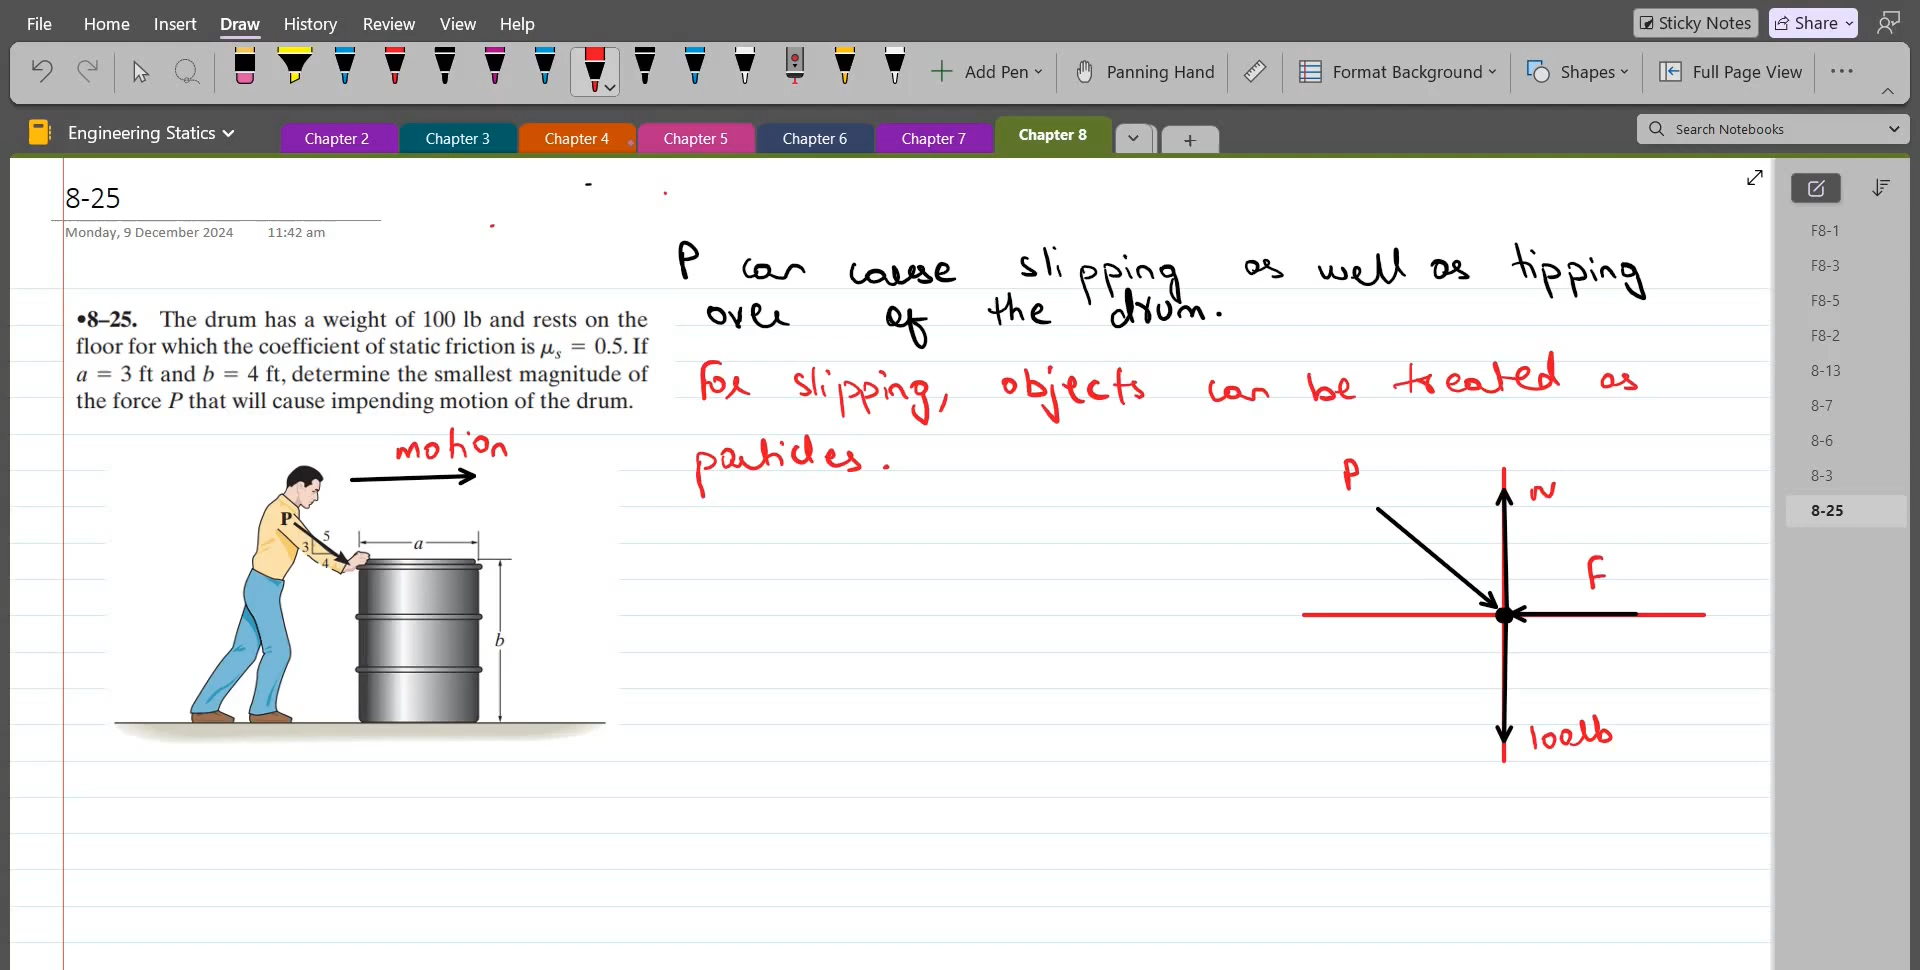 File Home Insert Draw History Review View Help Sticky Notes Share
Add Pen Panning Hand Format Background Shapes Full Page View
Engineering Statics Chapter 2 Chapter 3 Chapter 4 Chapter 5 Chapter 6 Chapter 7 Chapter 8 Search Notebooks
8-25
Monday, 9 December 2024 11:42 am
P can cause slipping as well as tipping
over of the drum.
•8–25. The drum has a weight of 100 lb and rests on the
floor for which the coefficient of static friction is μs = 0.5. If
a = 3 ft and b = 4 ft, determine the smallest magnitude of
the force P that will cause impending motion of the drum.
For slipping, objects can be treated as
particles.
motion
P
5
3
4
a
b
P
N
F
100lb
F8-1
F8-3
F8-5
F8-2
8-13
8-7
8-6
8-3
8-25